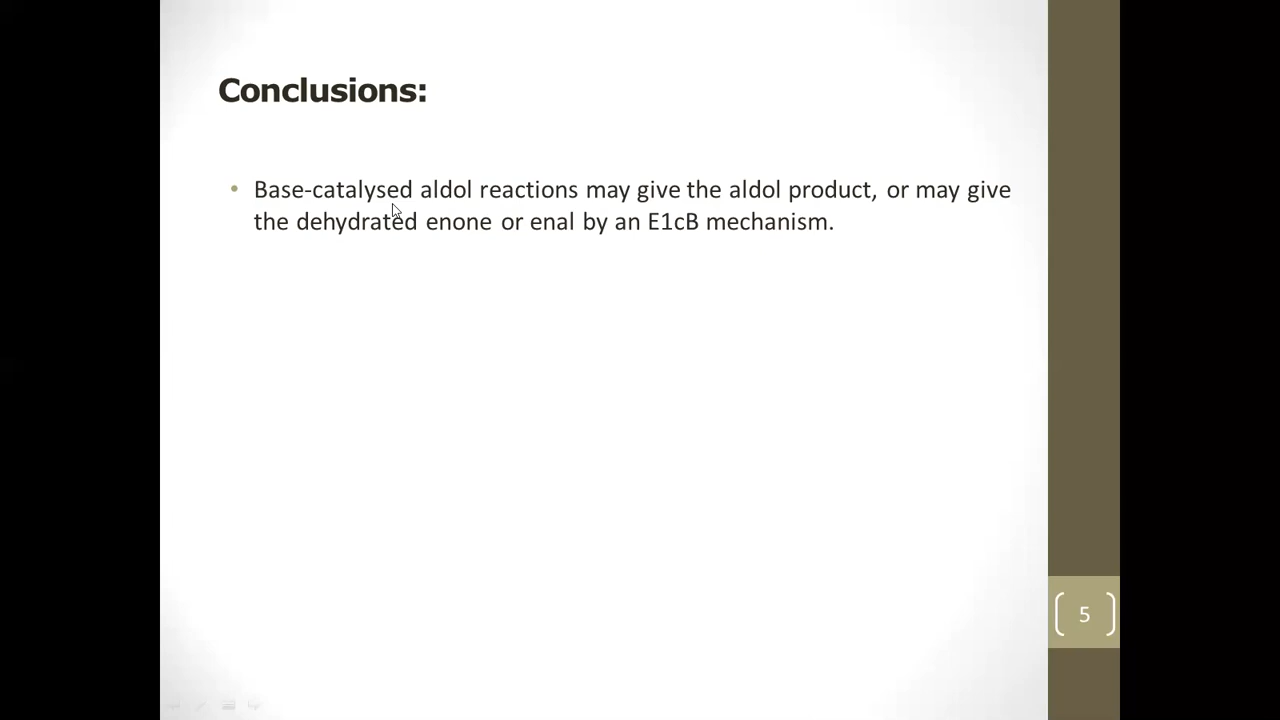 Conclusions:
• Base-catalysed aldol reactions may give the aldol product, or may give
the dehydrated enone or enal by an E1cB mechanism.
5